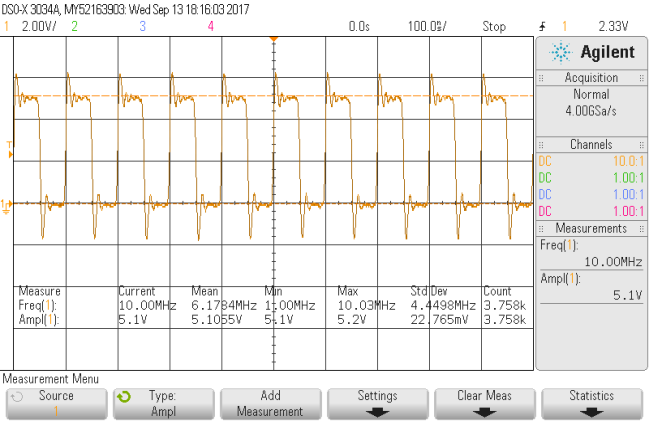 DSO-X 3034A, MY52163903: Wed Sep 13 18:16:03 2017
1 2.00V/ 2 3 4 0.0s 100.0ns/ Stop 1 2.33V
Agilent
Acquisition
Normal
4.00GSa/s
Channels
DC 10.0:1
DC 1.00:1
DC 1.00:1
DC 1.00:1
Measurements
Freq(1):
10.00MHz
Ampl(1):
5.1V
T
1
Measure Current Mean Min Max Std Dev Count
Freq(1): 10.00MHz 6.1784MHz 1.00MHz 10.03MHz 4.4498MHz 3.758k
Ampl(1): 5.1V 5.1055V 5.1V 5.2V 22.765mV 3.758k
Measurement Menu
Source
1
Type:
Ampl
Add
Measurement
Settings
Clear Meas
Statistics